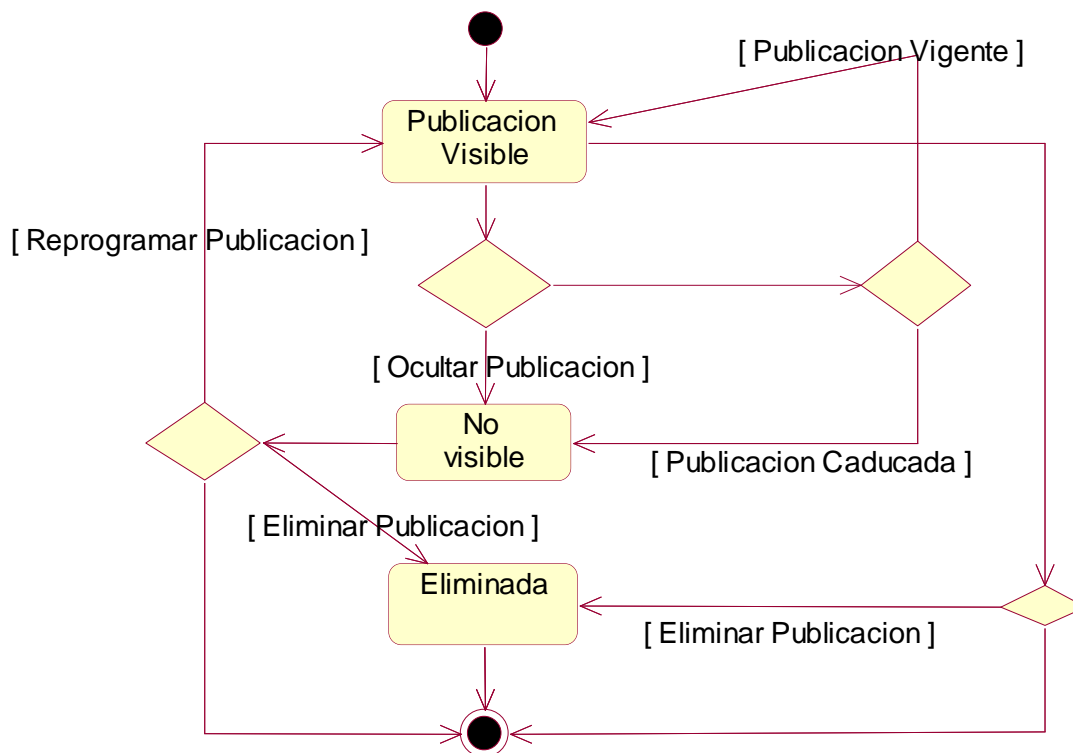 [ Publicacion Vigente ]
Publicacion
Visible
[ Reprogramar Publicacion ]
[ Ocultar Publicacion ]
No
visible
[ Publicacion Caducada ]
[ Eliminar Publicacion ]
Eliminada
[ Eliminar Publicacion ]